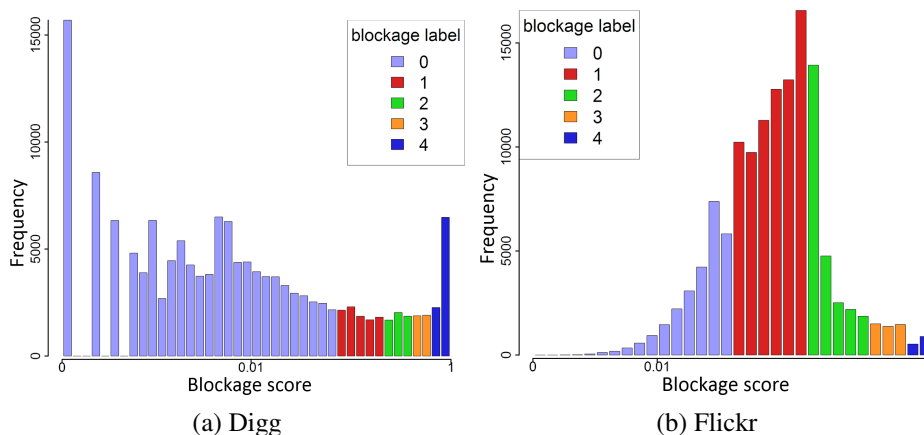 blockage label
0
1
2
3
4
Frequency
0
5000
10000
15000
0
0.01
1
Blockage score
(a) Digg
blockage label
0
1
2
3
4
Frequency
0
5000
10000
15000
0
0.01
Blockage score
(b) Flickr